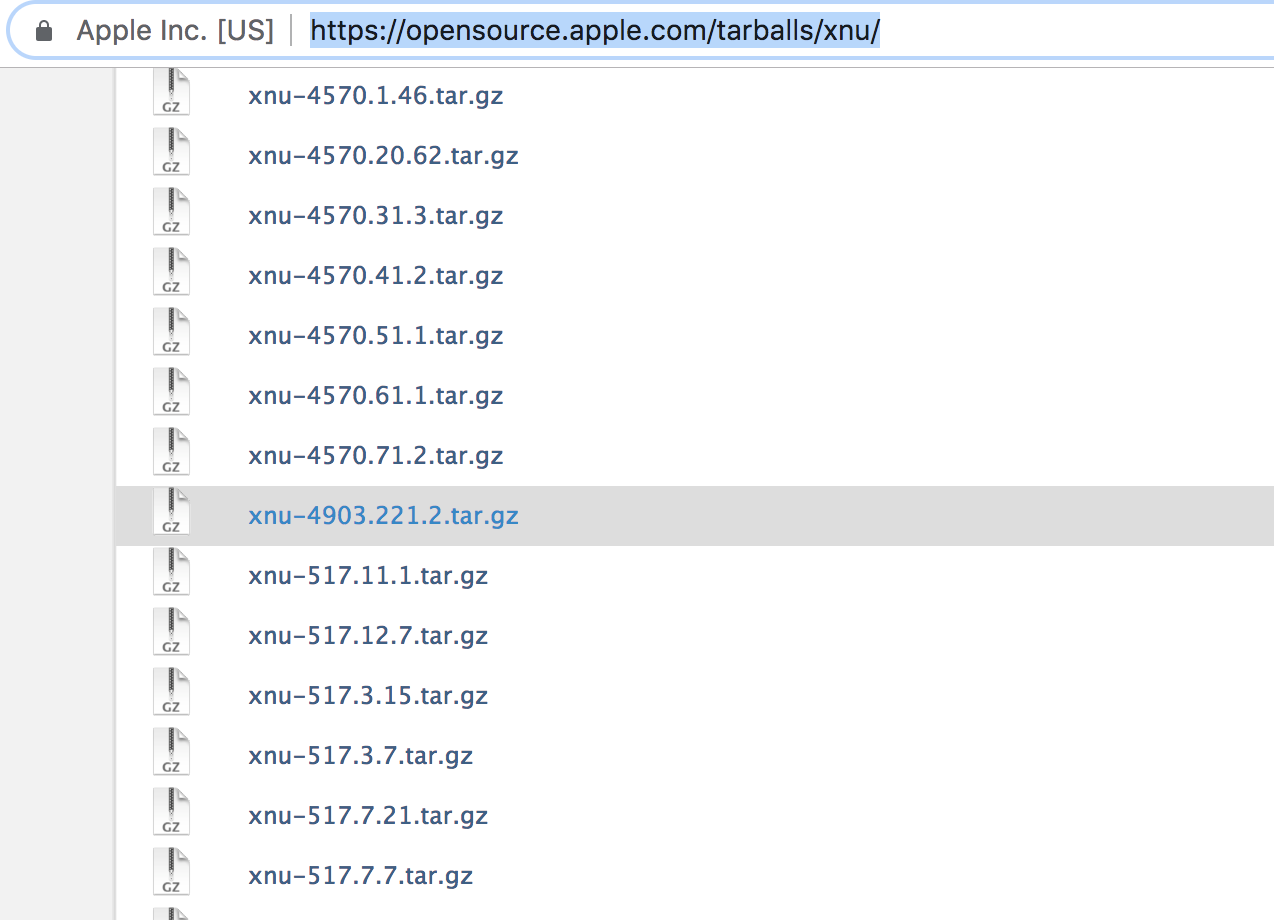 Apple Inc. [US] https://opensource.apple.com/tarballs/xnu/
GZ xnu-4570.1.46.tar.gz
GZ xnu-4570.20.62.tar.gz
GZ xnu-4570.31.3.tar.gz
GZ xnu-4570.41.2.tar.gz
GZ xnu-4570.51.1.tar.gz
GZ xnu-4570.61.1.tar.gz
GZ xnu-4570.71.2.tar.gz
GZ xnu-4903.221.2.tar.gz
GZ xnu-517.11.1.tar.gz
GZ xnu-517.12.7.tar.gz
GZ xnu-517.3.15.tar.gz
GZ xnu-517.3.7.tar.gz
GZ xnu-517.7.21.tar.gz
GZ xnu-517.7.7.tar.gz